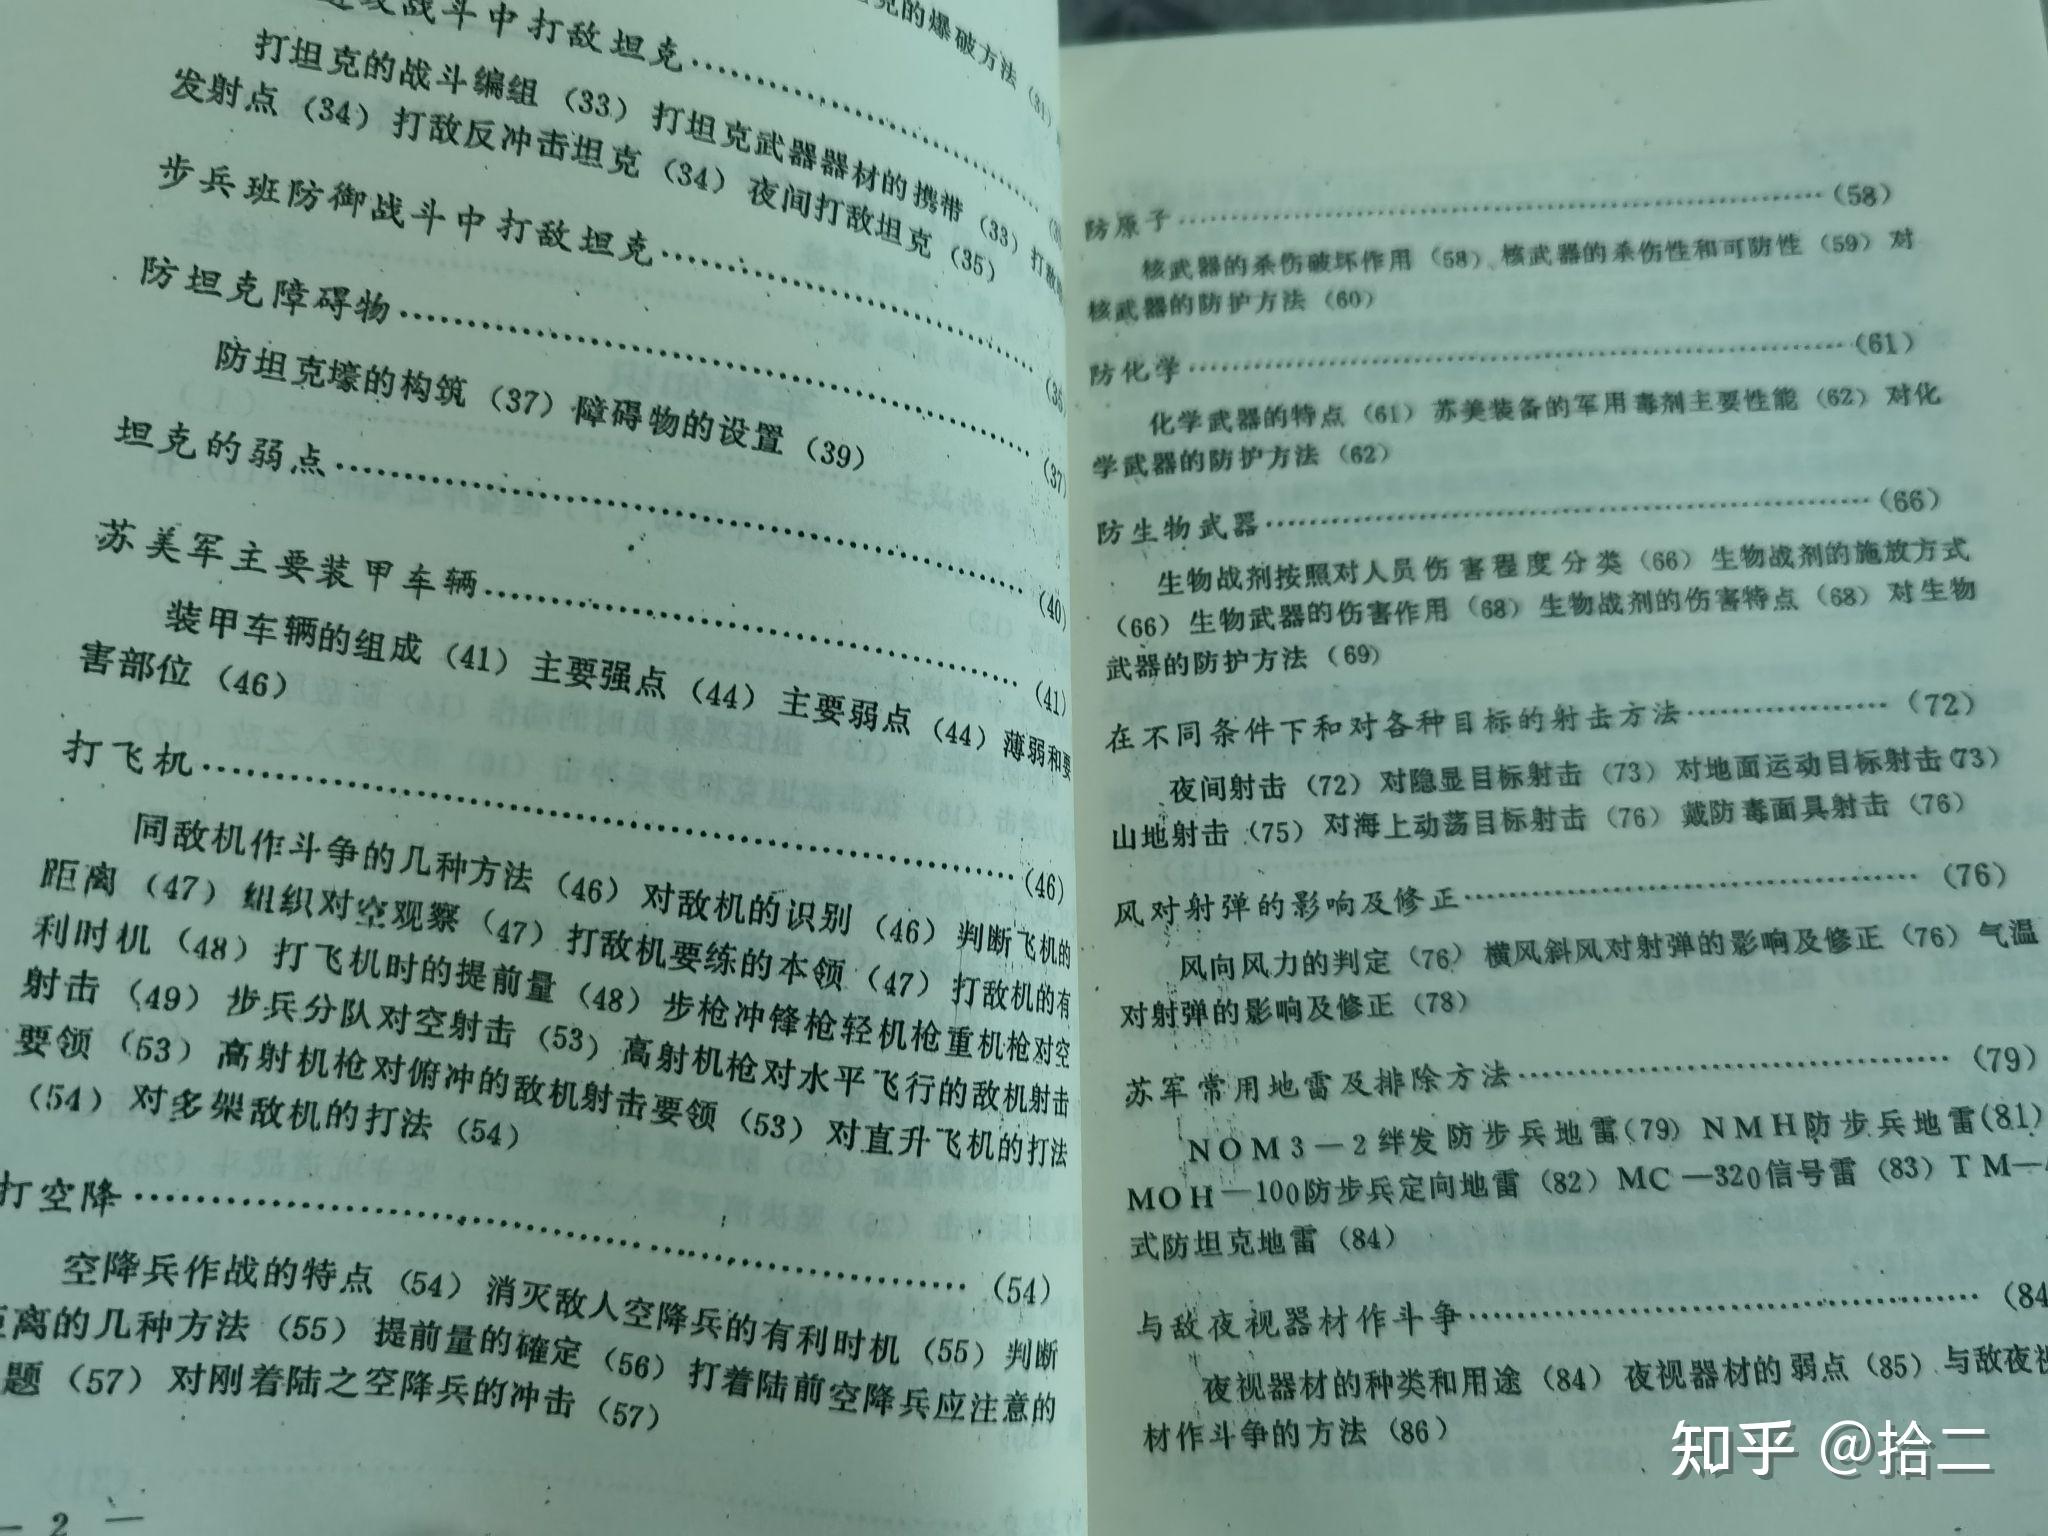 战斗中打敌坦克……………………
克的爆破方法（31）
打坦克的战斗编组（33）打坦克武器器材的携带（33）打敌
发射点（34）打敌反冲击坦克（34）夜间打敌坦克（35）
步兵班防御战斗中打敌坦克……………………
防坦克障碍物……………………（37）
防坦克壕的构筑（37）障碍物的设置（39）
坦克的弱点……………………（40）
苏美军主要装甲车辆……………………（41）
装甲车辆的组成（41）主要强点（44）主要弱点（44）薄弱和要
害部位（46）
打飞机……………………（46）
同敌机作斗争的几种方法（46）对敌机的识别（46）判断飞机的
距离（47）组织对空观察（47）打敌机要练的本领（47）打敌机的有
利时机（48）打飞机时的提前量（48）步枪冲锋枪轻机枪重机枪对空
射击（49）步兵分队对空射击（53）高射机枪对水平飞行的敌机射击
要领（53）高射机枪对俯冲的敌机射击要领（53）对直升飞机的打法
（54）对多架敌机的打法（54）
打空降……………………（54）
空降兵作战的特点（54）消灭敌人空降兵的有利时机（55）判断
距离的几种方法（55）提前量的確定（56）打着陆前空降兵应注意的
题（57）对刚着陆之空降兵的冲击（57）
— 2 —
防原子……………………（58）
核武器的杀伤破坏作用（58）核武器的杀伤性和可防性（59）对
核武器的防护方法（60）
防化学……………………（61）
化学武器的特点（61）苏美装备的军用毒剂主要性能（62）对化
学武器的防护方法（62）
防生物武器……………………（66）
生物战剂按照对人员伤害程度分类（66）生物战剂的施放方式
（66）生物武器的伤害作用（68）生物战剂的伤害特点（68）对生物
武器的防护方法（69）
在不同条件下和对各种目标的射击方法……………………（72）
夜间射击（72）对隐显目标射击（73）对地面运动目标射击（73）
山地射击（75）对海上动荡目标射击（76）戴防毒面具射击（76）
风对射弹的影响及修正……………………（76）
风向风力的判定（76）横风斜风对射弹的影响及修正（76）气温
对射弹的影响及修正（78）
苏军常用地雷及排除方法……………………（79）
NOM3—2绊发防步兵地雷（79）NMH防步兵地雷（81）
MOH—100防步兵定向地雷（82）MC—320信号雷（83）TM—
式防坦克地雷（84）
与敌夜视器材作斗争……………………（84
夜视器材的种类和用途（84）夜视器材的弱点（85）与敌夜视
材作斗争的方法（86）
知乎 @拾二